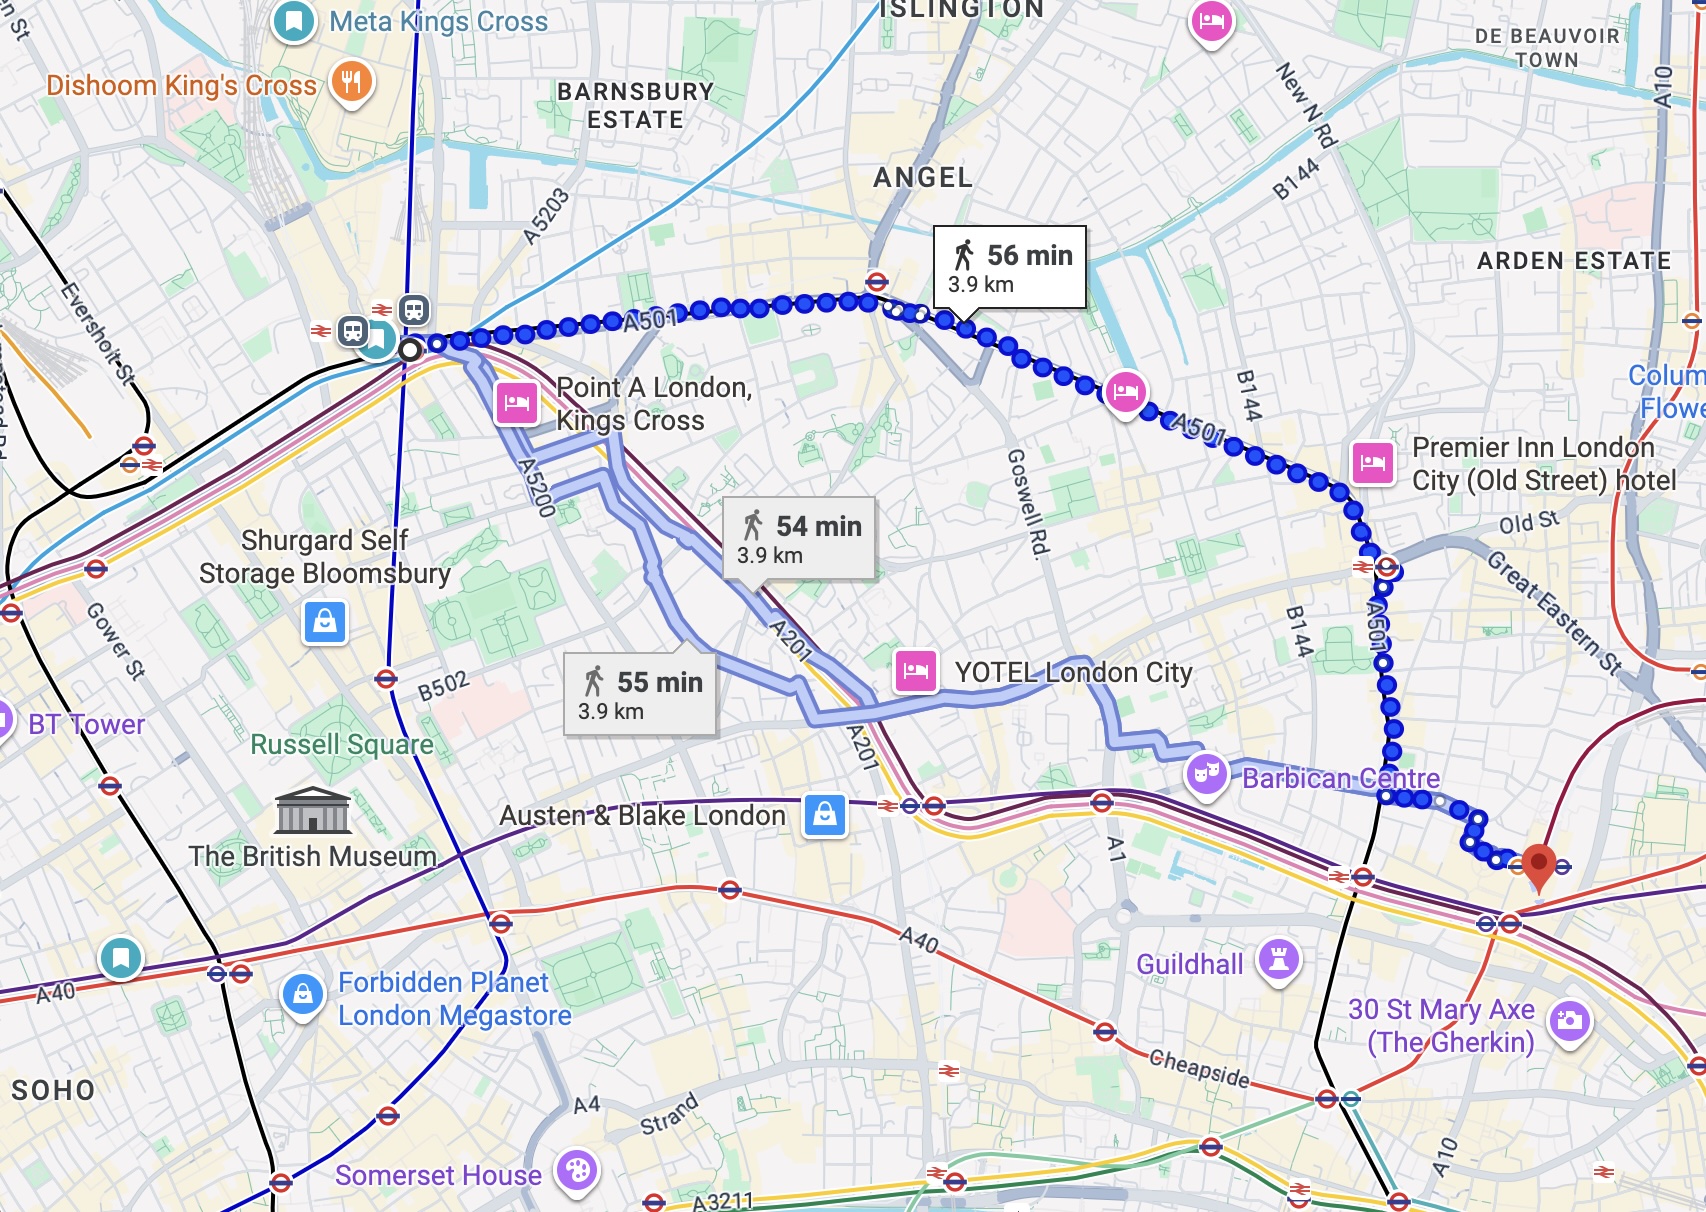 Meta Kings Cross
ISLINGTON
DE BEAUVOIR
TOWN
Dishoom King's Cross
BARNSBURY
ESTATE
New N Rd
A10
ANGEL
B144
A5203
ARDEN ESTATE
56 min
3.9 km
Eversholt St
A501
Colum
Flowe
B144
Point A London,
Kings Cross
A501
Premier Inn London
City (Old Street) hotel
A5200
Goswell Rd.
54 min
3.9 km
Old St
Great Eastern St
Shurgard Self
Storage Bloomsbury
Gower St
A201
A501
B144
55 min
3.9 km
B502
YOTEL London City
BT Tower
Russell Square
A201
Barbican Centre
Austen & Blake London
The British Museum
A1
A40
Guildhall
A40
Forbidden Planet
London Megastore
30 St Mary Axe
(The Gherkin)
Cheapside
SOHO
A4
Strand
A10
Somerset House
A3211